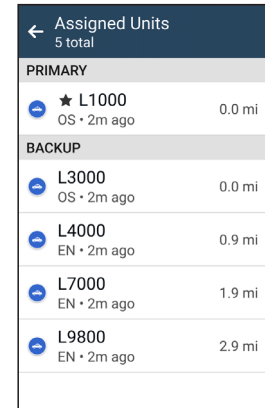 Assigned Units
5 total
PRIMARY
★ L1000
0.0 mi
OS • 2m ago
BACKUP
L3000
0.0 mi
OS • 2m ago
L4000
0.9 mi
EN • 2m ago
L7000
1.9 mi
EN • 2m ago
L9800
2.9 mi
EN • 2m ago